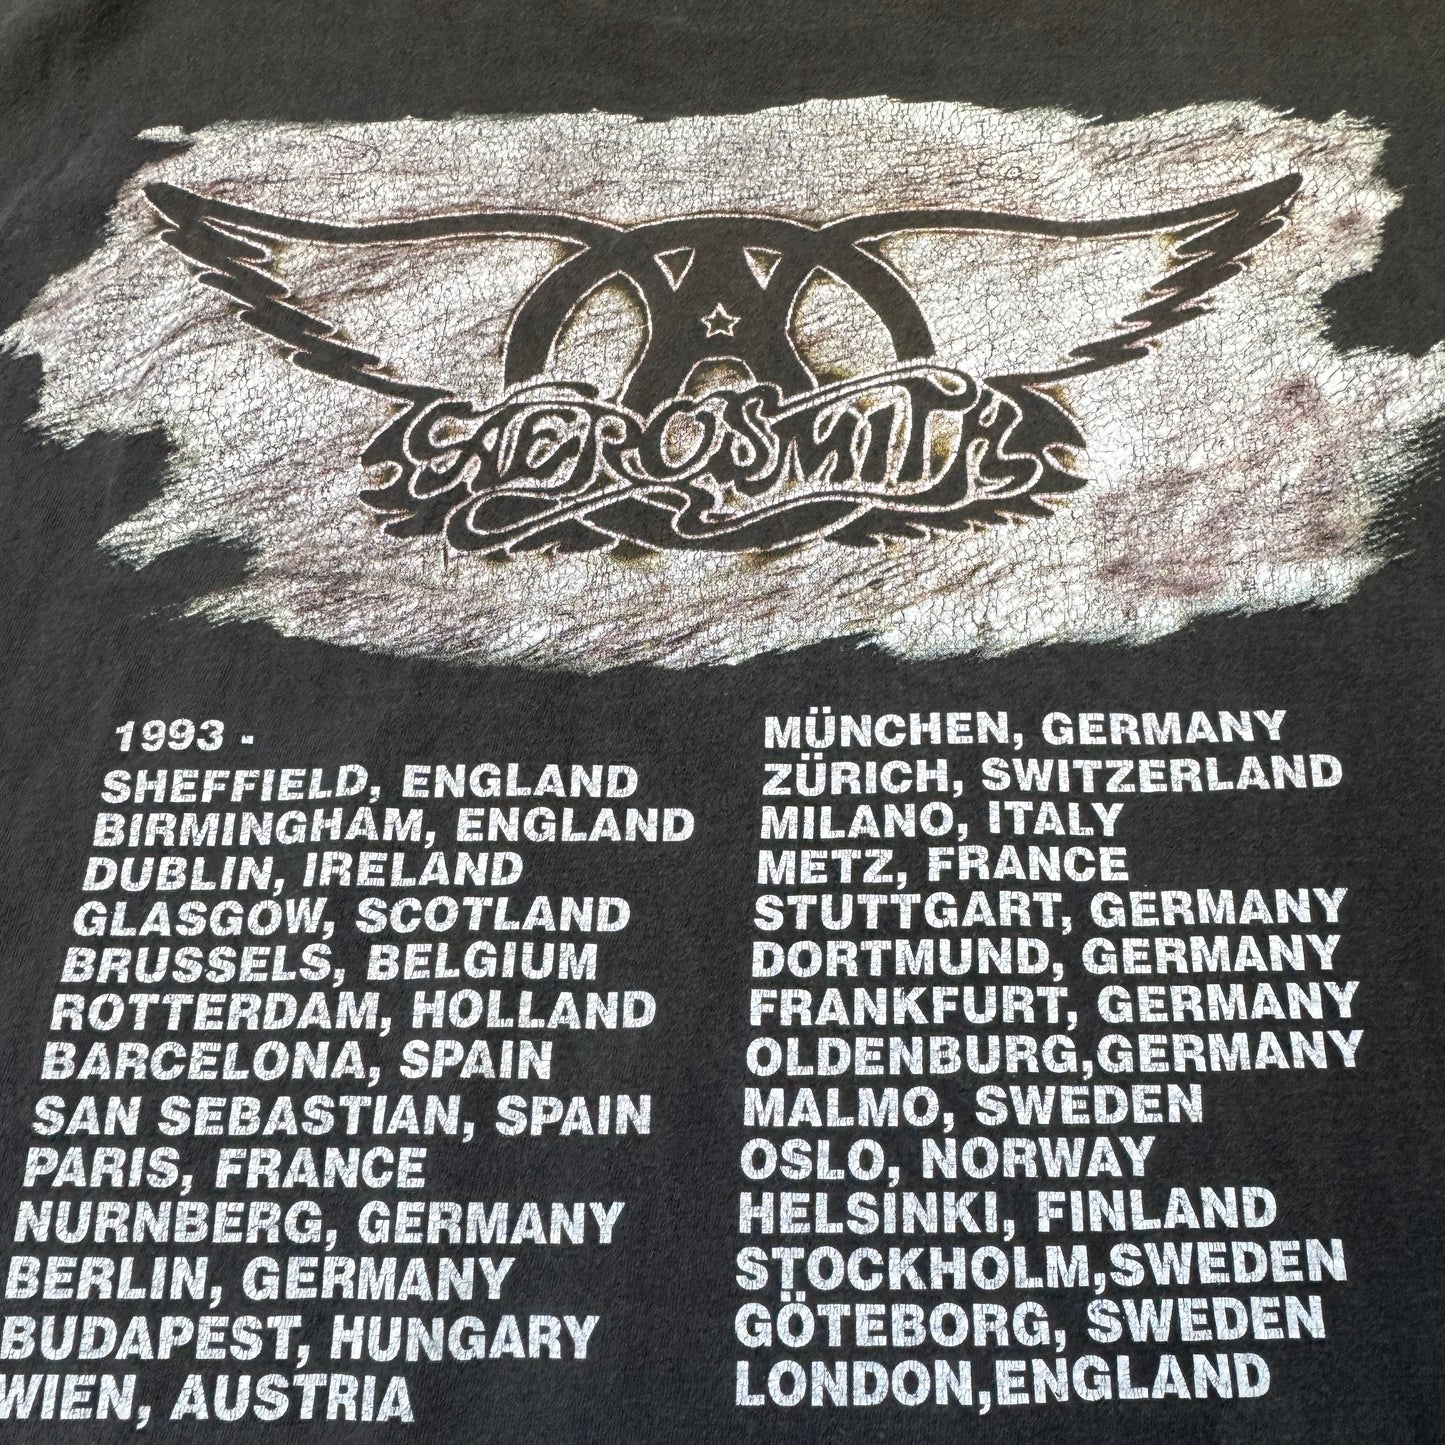 AEROSMITH
1993 -
SHEFFIELD, ENGLAND
BIRMINGHAM, ENGLAND
DUBLIN, IRELAND
GLASGOW, SCOTLAND
BRUSSELS, BELGIUM
ROTTERDAM, HOLLAND
BARCELONA, SPAIN
SAN SEBASTIAN, SPAIN
PARIS, FRANCE
NURNBERG, GERMANY
BERLIN, GERMANY
BUDAPEST, HUNGARY
WIEN, AUSTRIA
MÜNCHEN, GERMANY
ZÜRICH, SWITZERLAND
MILANO, ITALY
METZ, FRANCE
STUTTGART, GERMANY
DORTMUND, GERMANY
FRANKFURT, GERMANY
OLDENBURG,GERMANY
MALMO, SWEDEN
OSLO, NORWAY
HELSINKI, FINLAND
STOCKHOLM,SWEDEN
GÖTEBORG, SWEDEN
LONDON,ENGLAND